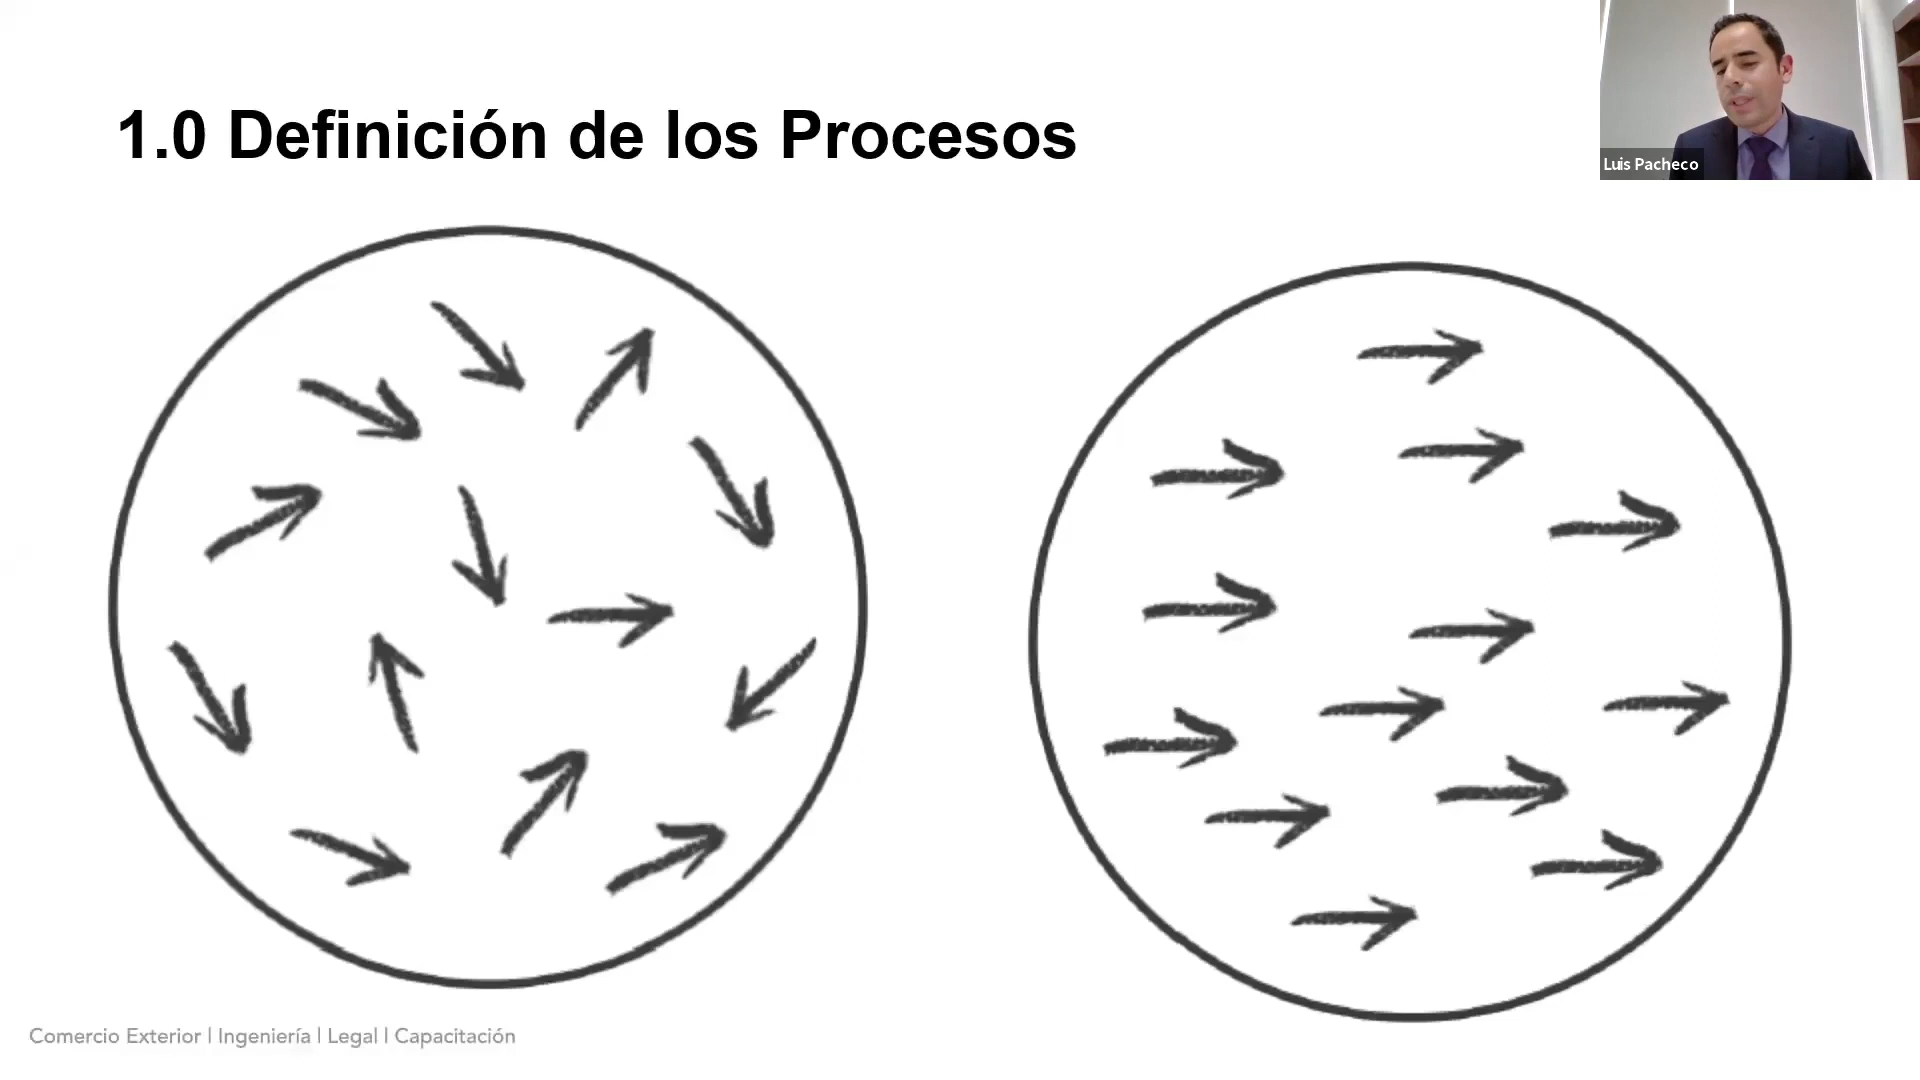 1.0 Definición de los Procesos
Luis Pacheco
Comercio Exterior | Ingeniería | Legal | Capacitación